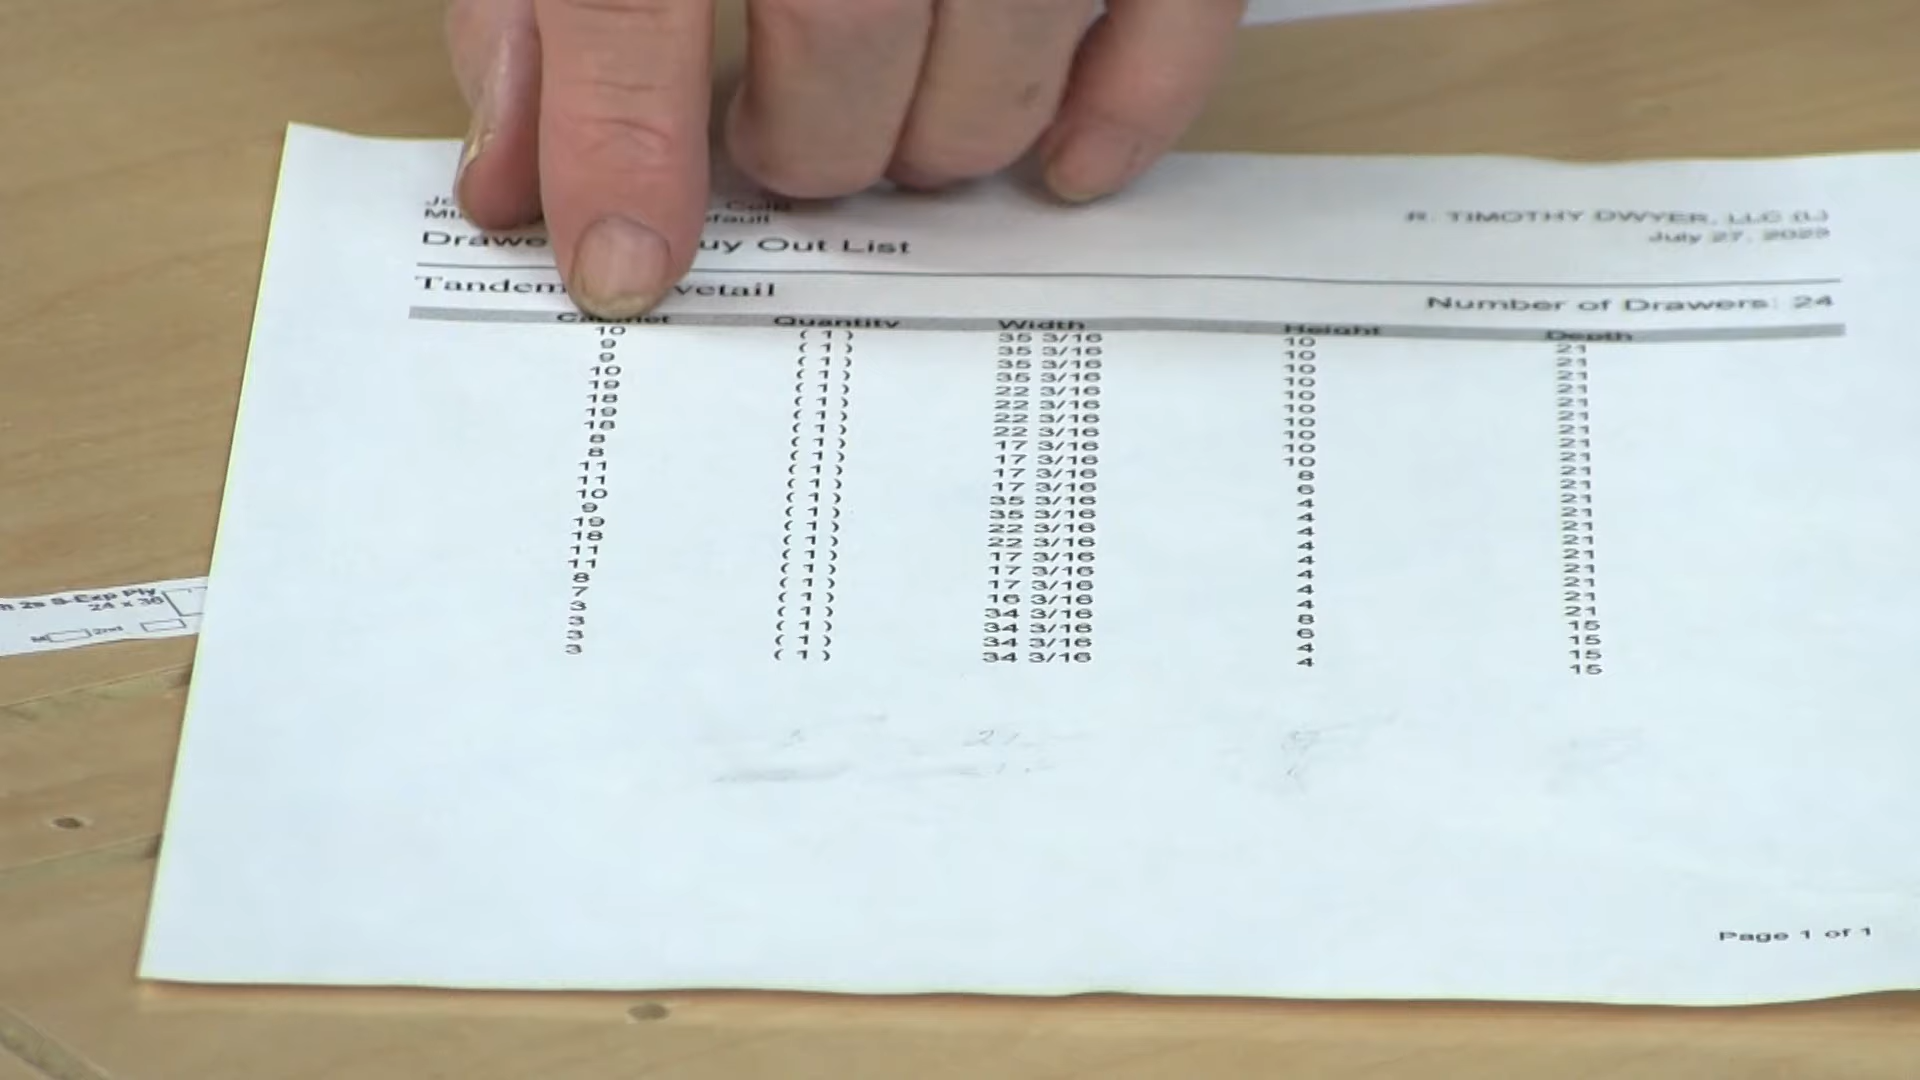 R. TIMOTHY DWYER, LLC (L)
July 27, 2023
Out List
Number of Drawers: 24
Cabinet Quantity Width Height Depth
10 ( 1 ) 35 3/16 10 21
9 ( 1 ) 35 3/16 10 21
9 ( 1 ) 35 3/16 10 21
10 ( 1 ) 35 3/16 10 21
19 ( 1 ) 22 3/16 10 21
18 ( 1 ) 22 3/16 10 21
19 ( 1 ) 22 3/16 10 21
18 ( 1 ) 22 3/16 10 21
8 ( 1 ) 17 3/16 10 21
8 ( 1 ) 17 3/16 10 21
11 ( 1 ) 17 3/16 8 21
11 ( 1 ) 17 3/16 6 21
10 ( 1 ) 35 3/16 4 21
9 ( 1 ) 35 3/16 4 21
19 ( 1 ) 22 3/16 4 21
18 ( 1 ) 22 3/16 4 21
11 ( 1 ) 17 3/16 4 21
11 ( 1 ) 17 3/16 4 21
8 ( 1 ) 17 3/16 4 21
7 ( 1 ) 16 3/16 4 21
3 ( 1 ) 34 3/16 8 15
3 ( 1 ) 34 3/16 6 15
3 ( 1 ) 34 3/16 4 15
3 ( 1 ) 34 3/16 4 15
Page 1 of 1
2s S-Exp Ply
24 x 36
2nd